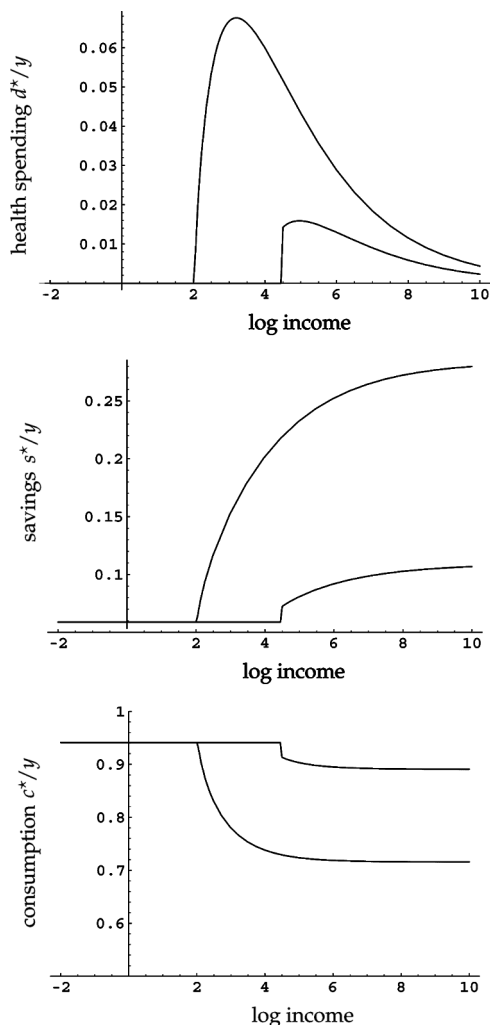 health spending d*/y
0.06
0.05
0.04
0.03
0.02
0.01
-2 2 4 6 8 10
log income
savings s*/y
0.25
0.2
0.15
0.1
-2 2 4 6 8 10
log income
consumption c*/y
1
0.9
0.8
0.7
0.6
-2 2 4 6 8 10
log income